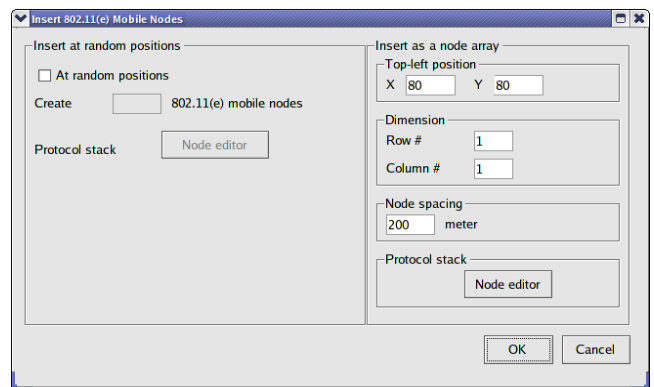 Insert 802.11(e) Mobile Nodes
Insert at random positions
At random positions
Create 802.11(e) mobile nodes
Protocol stack Node editor
Insert as a node array
Top-left position
X 80 Y 80
Dimension
Row # 1
Column # 1
Node spacing
200 meter
Protocol stack
Node editor
OK Cancel